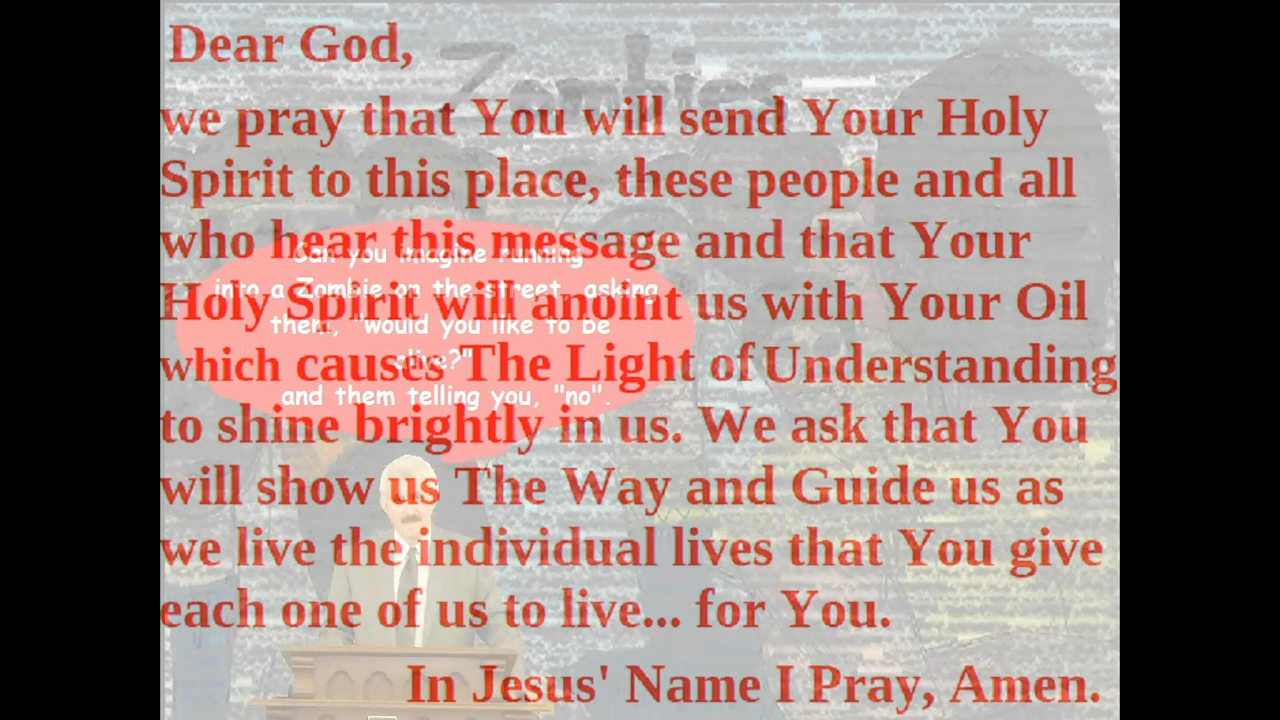 Dear God,
we pray that You will send Your Holy
Spirit to this place, these people and all
who hear this message and that Your
Holy Spirit will anoint us with Your Oil
which causes The Light of Understanding
to shine brightly in us. We ask that You
will show us The Way and Guide us as
we live the individual lives that You give
each one of us to live... for You.
In Jesus' Name I Pray, Amen.
Zombies
Can you imagine running
into a Zombie on the street, asking
them, "would you like to be
alive?"
and them telling you, "no".